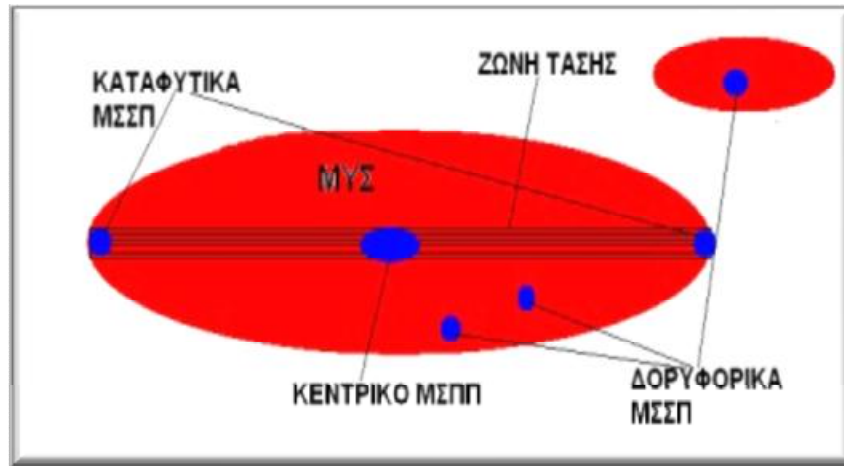 ΚΑΤΑΦΥΤΙΚΑ
ΜΣΣΠ
ΖΩΝΗ ΤΑΣΗΣ
ΜΥΣ
ΚΕΝΤΡΙΚΟ ΜΣΠΠ
ΔΟΡΥΦΟΡΙΚΑ
ΜΣΣΠ